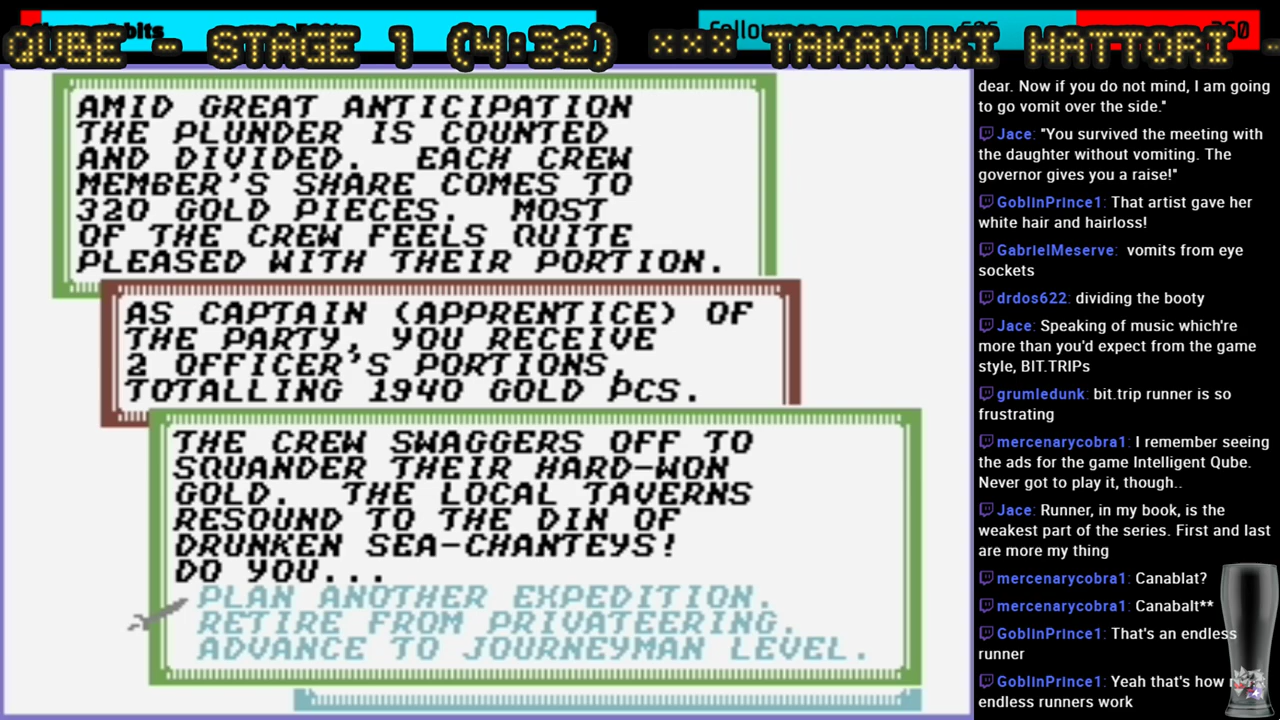 QUBE - STAGE 1 (4:32) ××× TAKAYUKI HATTORI -
AMID GREAT ANTICIPATION
THE PLUNDER IS COUNTED
AND DIVIDED. EACH CREW
MEMBER'S SHARE COMES TO
320 GOLD PIECES. MOST
OF THE CREW FEELS QUITE
PLEASED WITH THEIR PORTION.
AS CAPTAIN (APPRENTICE) OF
THE PARTY, YOU RECEIVE
2 OFFICER'S PORTIONS,
TOTALLING 1940 GOLD PCS.
THE CREW SWAGGERS OFF TO
SQUANDER THEIR HARD-WON
GOLD. THE LOCAL TAVERNS
RESOUND TO THE DIN OF
DRUNKEN SEA-CHANTEYS!
DO YOU...
PLAN ANOTHER EXPEDITION.
RETIRE FROM PRIVATEERING.
ADVANCE TO JOURNEYMAN LEVEL.
dear. Now if you do not mind, I am going
to go vomit over the side."
Jace: "You survived the meeting with
the daughter without vomiting. The
governor gives you a raise!"
GoblinPrince1: That artist gave her
white hair and hairloss!
GabrielMeserve: vomits from eye
sockets
drdos622: dividing the booty
Jace: Speaking of music which're
more than you'd expect from the game
style, BIT.TRIPs
grumledunk: bit.trip runner is so
frustrating
mercenarycobra1: I remember seeing
the ads for the game Intelligent Qube.
Never got to play it, though..
Jace: Runner, in my book, is the
weakest part of the series. First and last
are more my thing
mercenarycobra1: Canablat?
mercenarycobra1: Canabalt**
GoblinPrince1: That's an endless
runner
GoblinPrince1: Yeah that's how
endless runners work